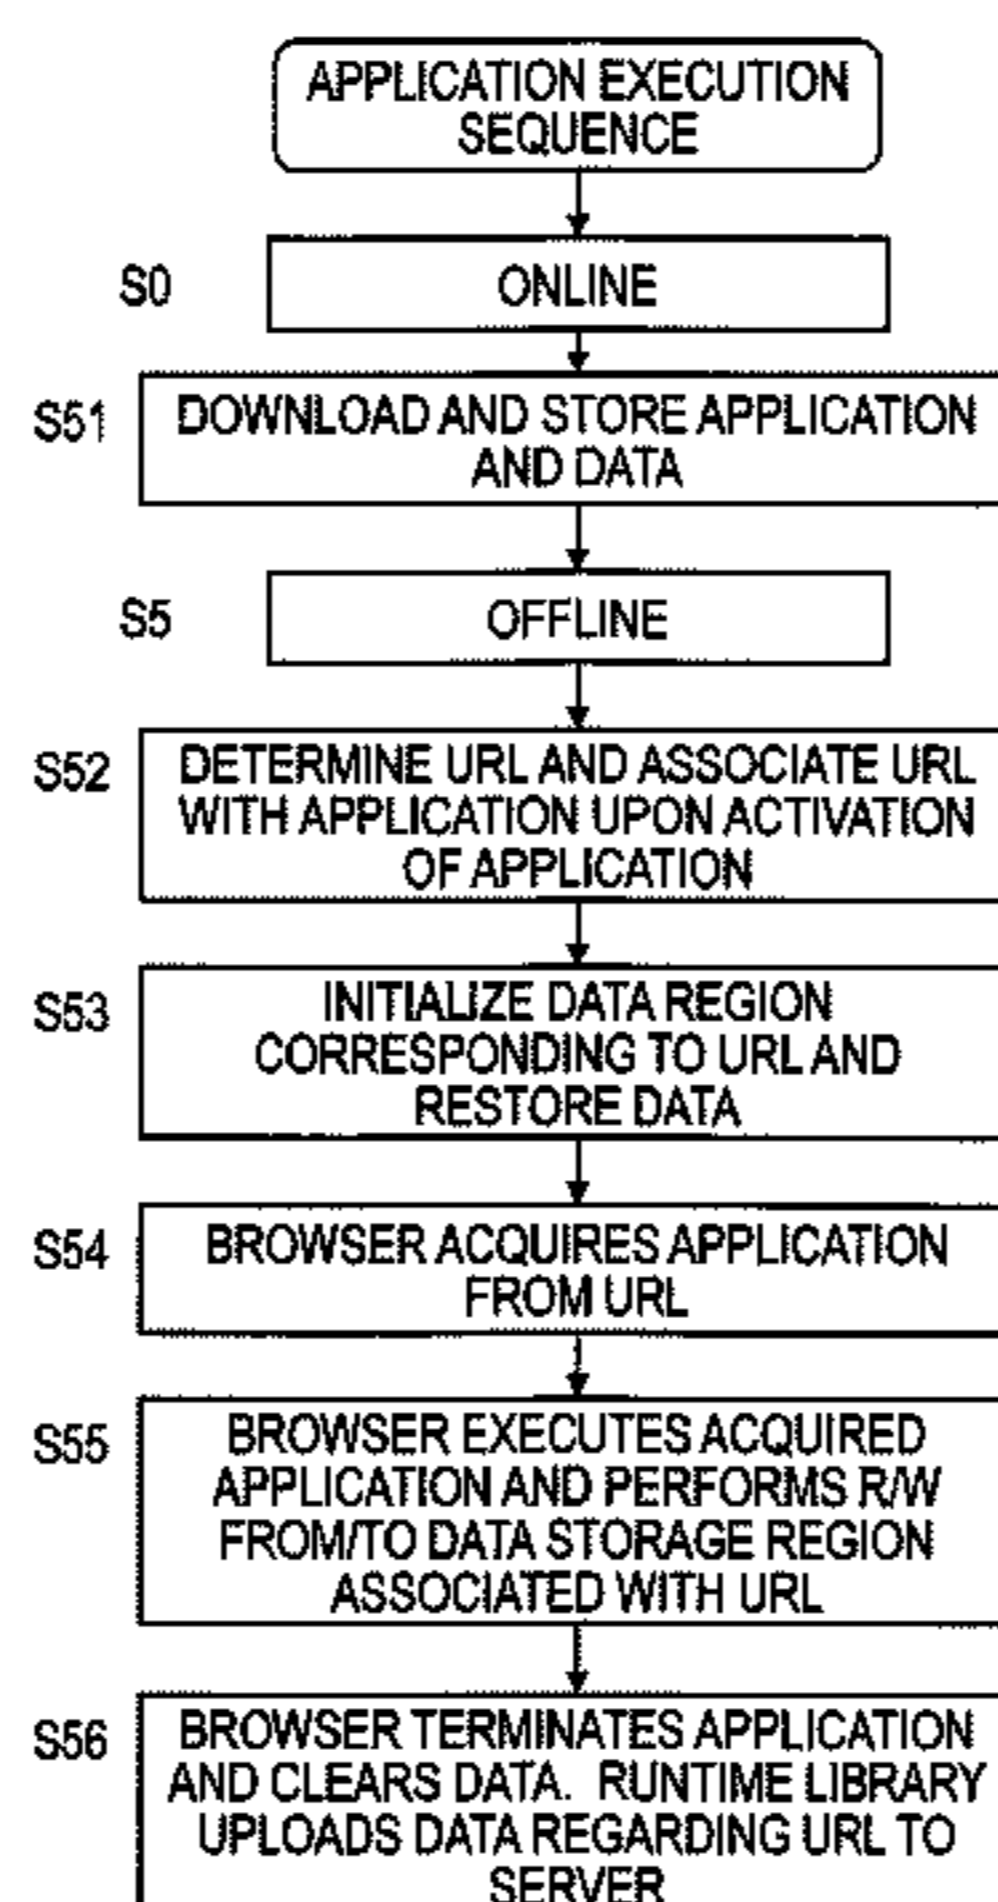 APPLICATION EXECUTION
SEQUENCE
S0
ONLINE
S51
DOWNLOAD AND STORE APPLICATION
AND DATA
S5
OFFLINE
S52
DETERMINE URL AND ASSOCIATE URL
WITH APPLICATION UPON ACTIVATION
OF APPLICATION
S53
INITIALIZE DATA REGION
CORRESPONDING TO URL AND
RESTORE DATA
S54
BROWSER ACQUIRES APPLICATION
FROM URL
S55
BROWSER EXECUTES ACQUIRED
APPLICATION AND PERFORMS R/W
FROM/TO DATA STORAGE REGION
ASSOCIATED WITH URL
S56
BROWSER TERMINATES APPLICATION
AND CLEARS DATA. RUNTIME LIBRARY
UPLOADS DATA REGARDING URL TO
SERVER